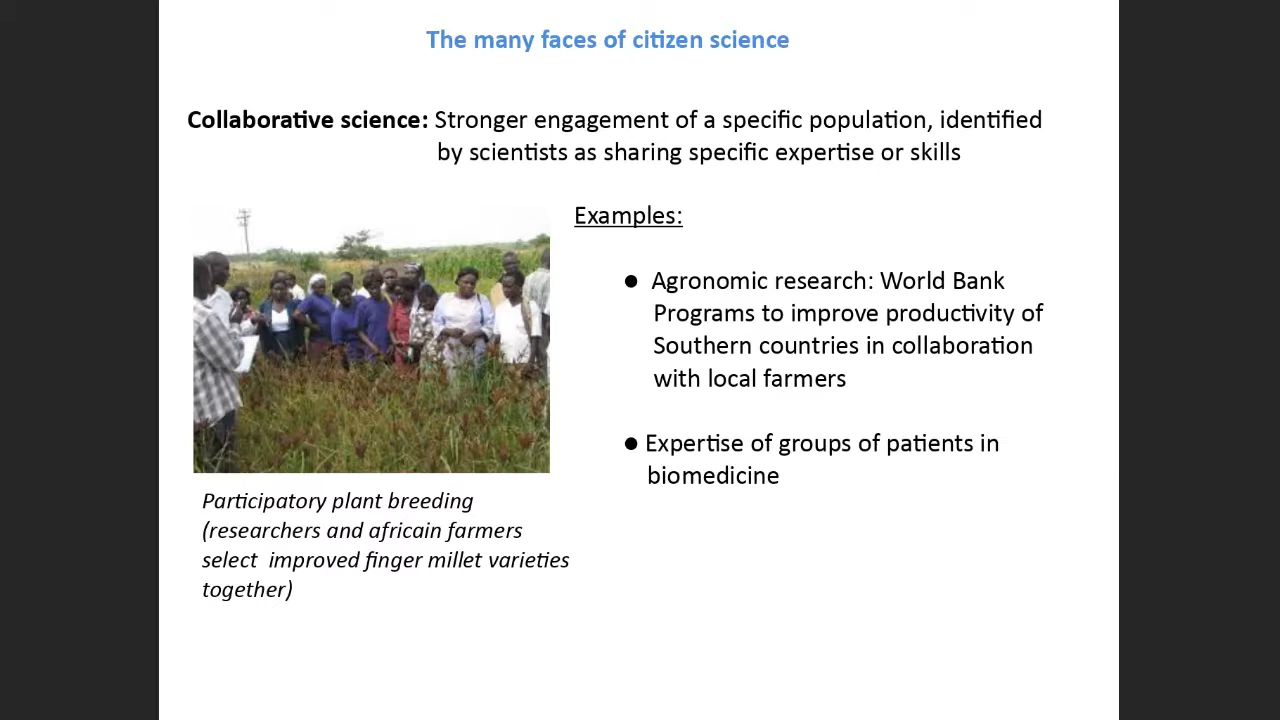 The many faces of citizen science
Collaborative science: Stronger engagement of a specific population, identified
by scientists as sharing specific expertise or skills
Examples:
● Agronomic research: World Bank
Programs to improve productivity of
Southern countries in collaboration
with local farmers
● Expertise of groups of patients in
biomedicine
Participatory plant breeding
(researchers and africain farmers
select  improved finger millet varieties
together)